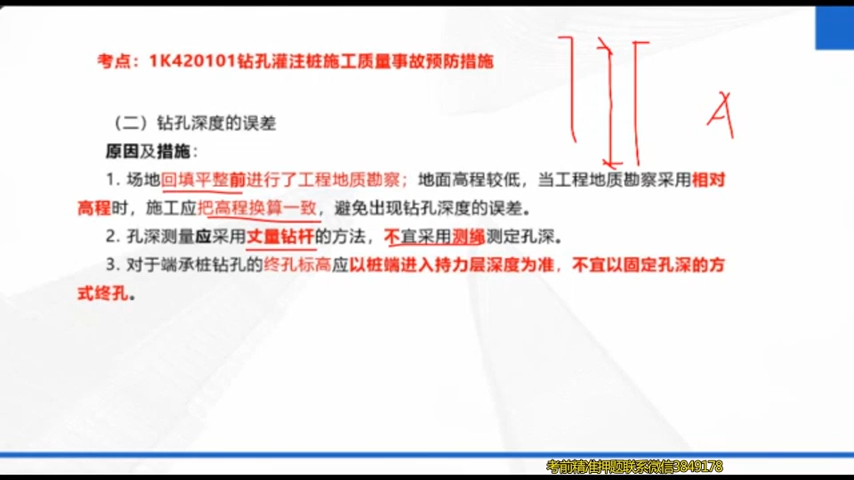 考点：1K420101钻孔灌注桩施工质量事故预防措施
A
（二）钻孔深度的误差
原因及措施：
1. 场地回填平整前进行了工程地质勘察；地面高程较低，当工程地质勘察采用相对
高程时，施工应把高程换算一致，避免出现钻孔深度的误差。
2. 孔深测量应采用丈量钻杆的方法，不宜采用测绳测定孔深。
3. 对于端承桩钻孔的终孔标高应以桩端进入持力层深度为准，不宜以固定孔深的方
式终孔。
考前精准押题联系微信3849178